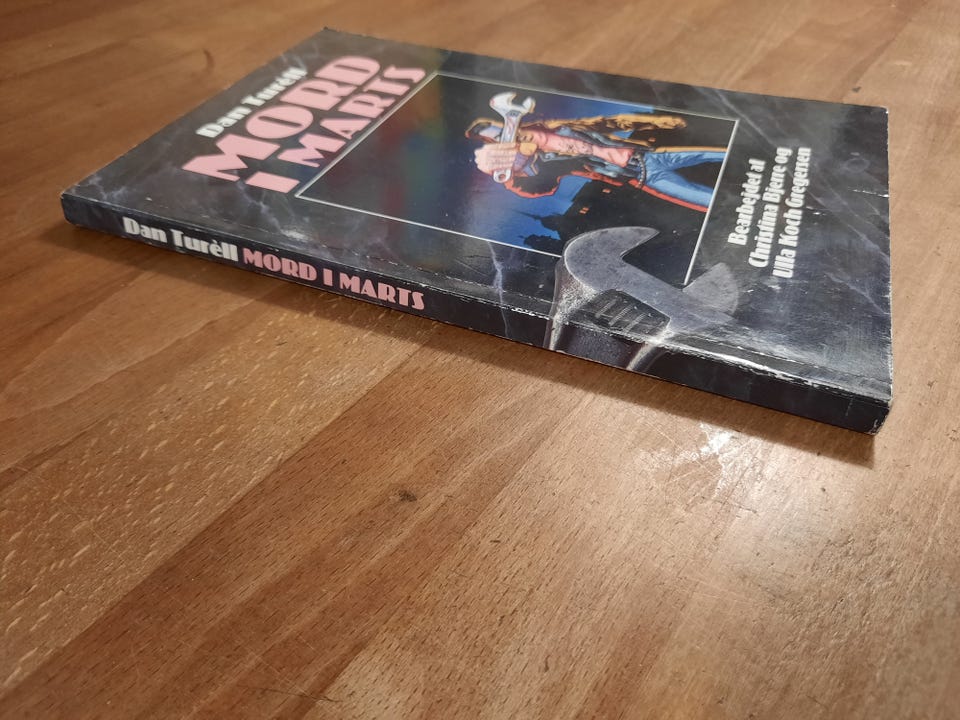 Dan Turèll
MORD
I MARTS
Bearbejdet af
Christina Bjerre og
Ulla Koch Gregersen
Dan Turèll MORD I MARTS